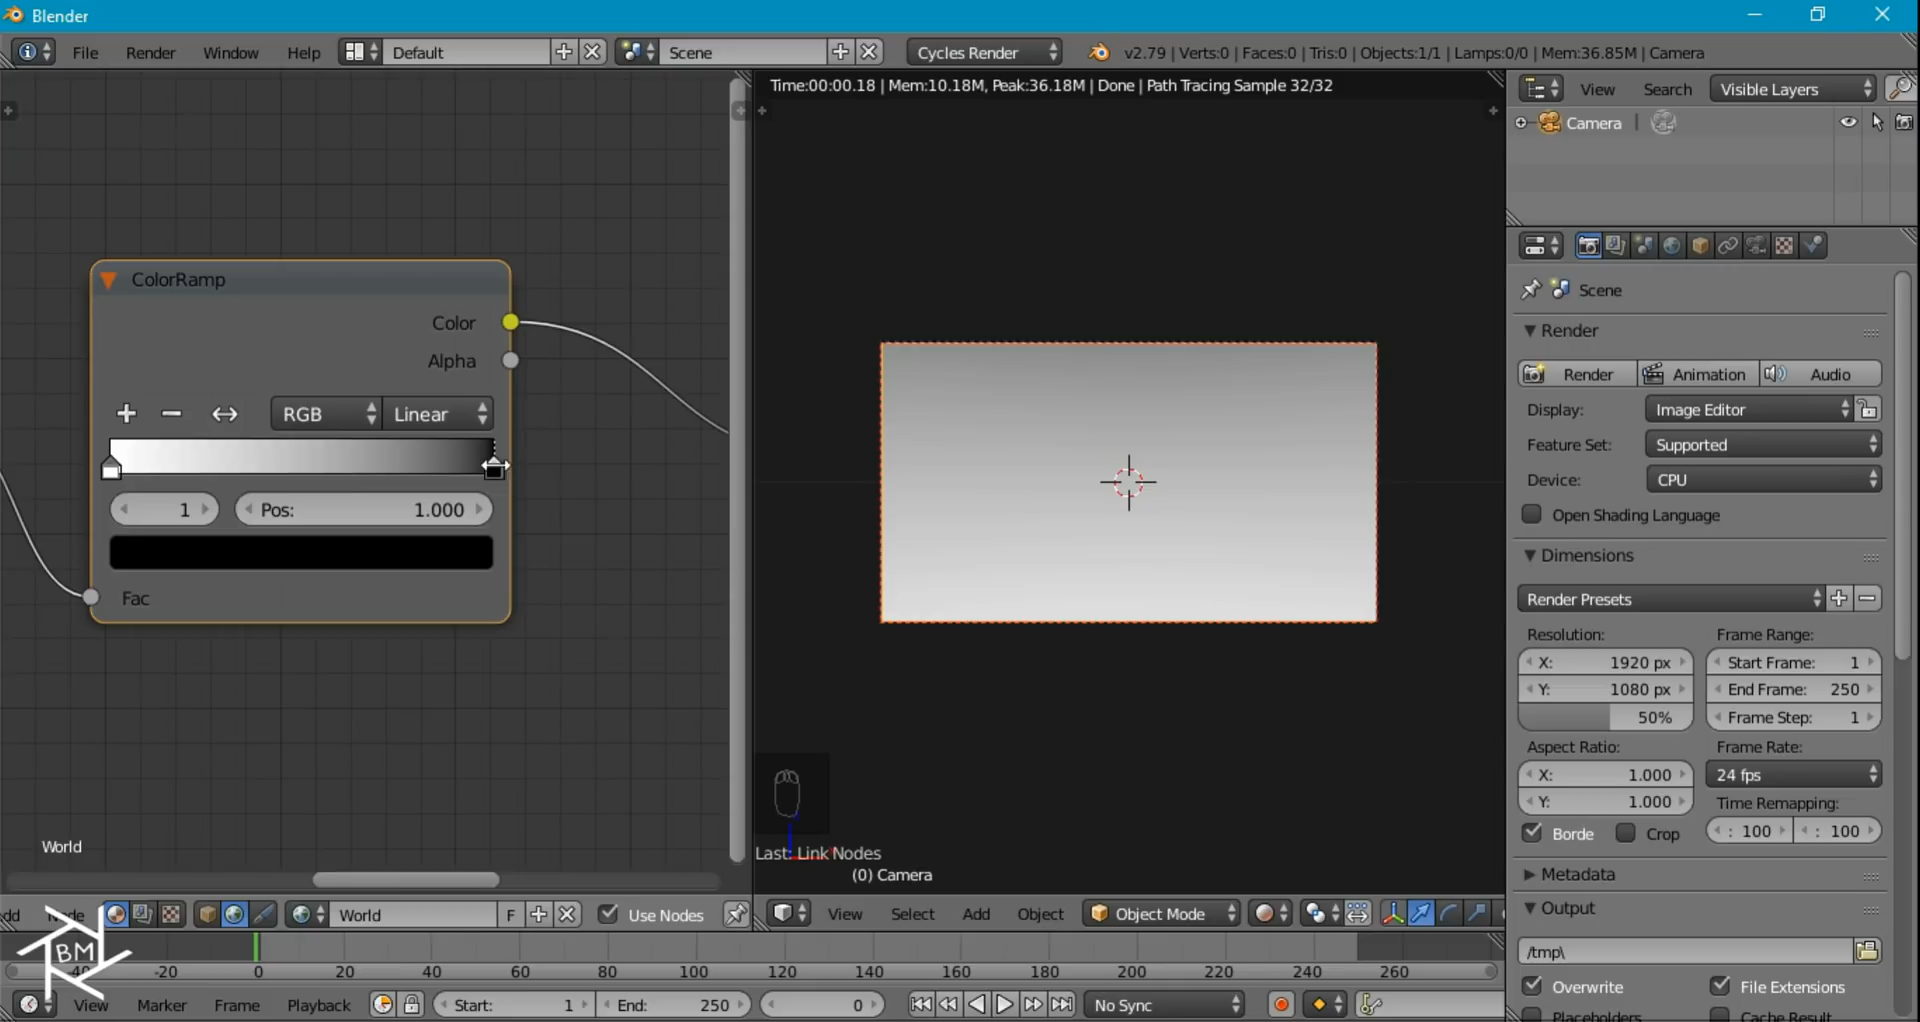 Blender
File Render Window Help Default Scene Cycles Render v2.79 | Verts:0 | Faces:0 | Tris:0 | Objects:1/1 | Lamps:0/0 | Mem:36.85M | Camera
Time:00:00.18 | Mem:10.18M, Peak:36.18M | Done | Path Tracing Sample 32/32
View Search Visible Layers
Camera
ColorRamp
Color
Alpha
RGB Linear
1 Pos: 1.000
Fac
World
Last: Link Nodes
(0) Camera
Scene
Render
Render Animation Audio
Display: Image Editor
Feature Set: Supported
Device: CPU
Open Shading Language
Dimensions
Render Presets
Resolution: Frame Range:
X: 1920 px Start Frame: 1
Y: 1080 px End Frame: 250
50% Frame Step: 1
Aspect Ratio: Frame Rate:
X: 1.000 24 fps
Y: 1.000 Time Remapping:
Borde Crop : 100 : 100
Metadata
Output
/tmp\
Overwrite File Extensions
Placeholders Cache Result
dd Node World F Use Nodes View Select Add Object Object Mode
BM
-40 -20 0 20 40 60 80 100 120 140 160 180 200 220 240 260
View Marker Frame Playback Start: 1 End: 250 0 No Sync